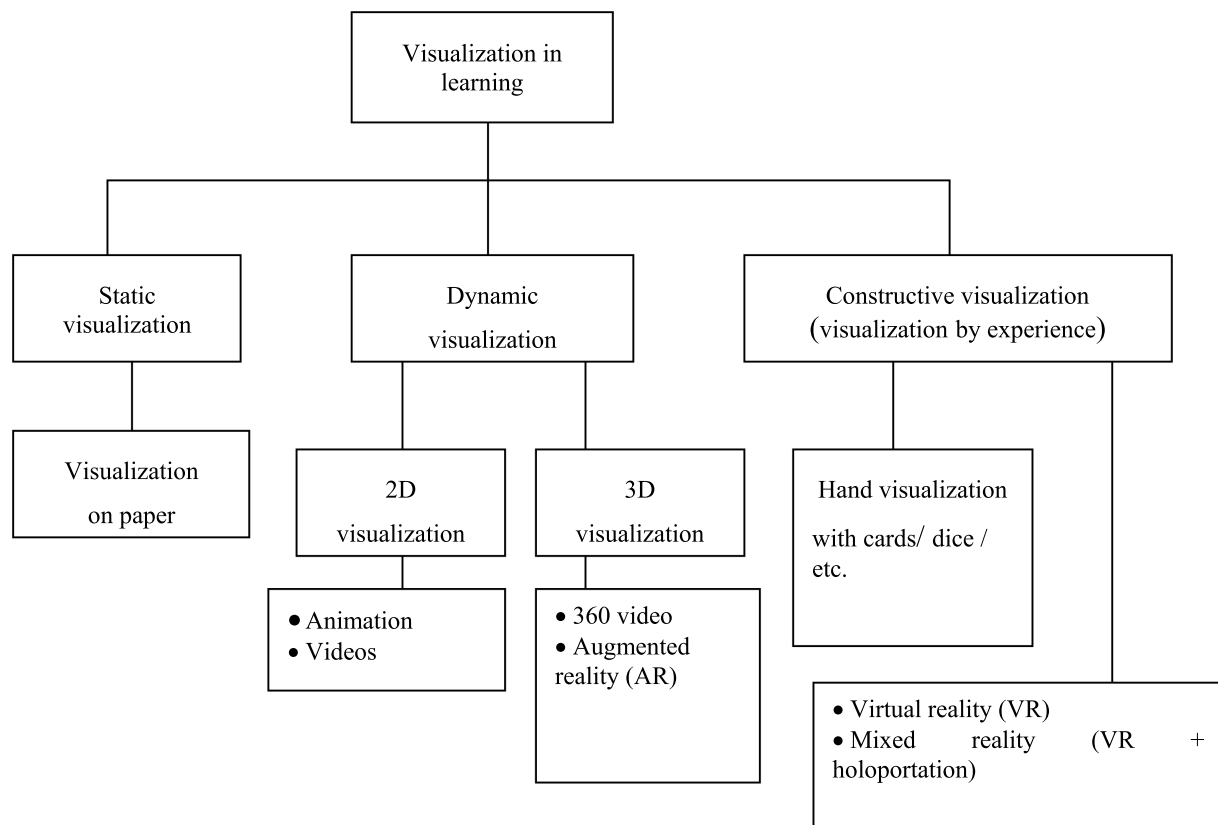 Visualization in
learning
Static
visualization
Dynamic
visualization
Constructive visualization
(visualization by experience)
Visualization
on paper
2D
visualization
3D
visualization
Hand visualization
with cards/ dice /
etc.
● Animation
● Videos
● 360 video
● Augmented
reality (AR)
● Virtual reality (VR)
● Mixed reality (VR +
holoportation)